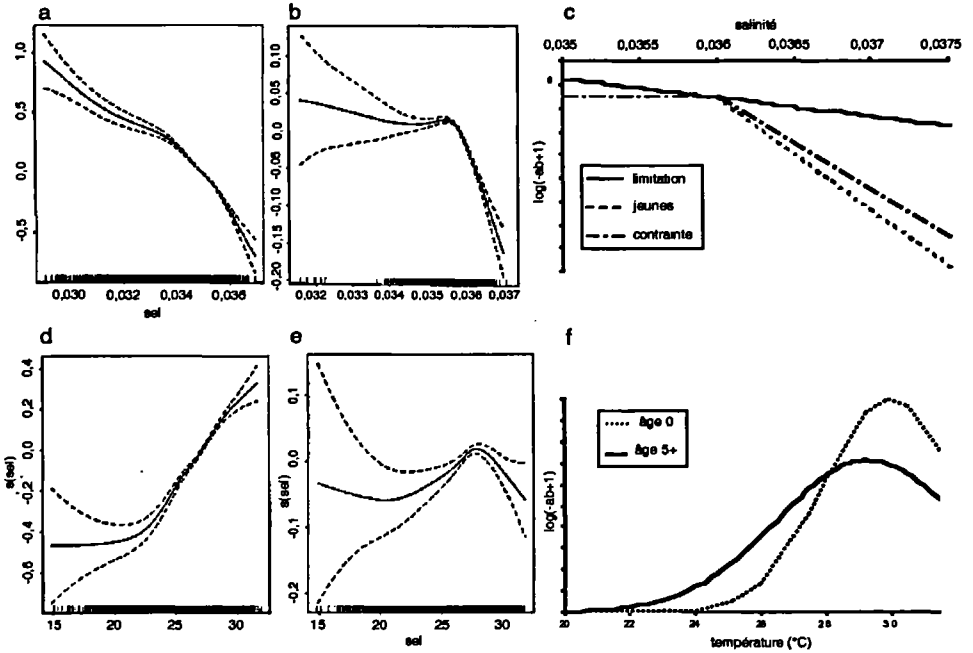 a
1,0
0,5
0,0
-0,5
0,030
0,032
0,034
0,036
sel
b
0,10
0,05
0,0
-0,05
-0,10
-0,15
-0,20
0,032
0,033
0,034
0,035
0,036
0,037
c
salinité
0,035
0,0355
0,036
0,0365
0,037
0,0375
log(-ab+1)
limitation
jeunes
contrainte
d
s(sel)
0,4
0,2
0,0
-0,2
-0,4
-0,6
15
20
25
30
e
s(sel)
0,1
0,0
-0,1
-0,2
15
20
25
30
sel
f
log(-ab+1)
âge 0
âge 5+
20
22
24
26
28
30
température (°C)